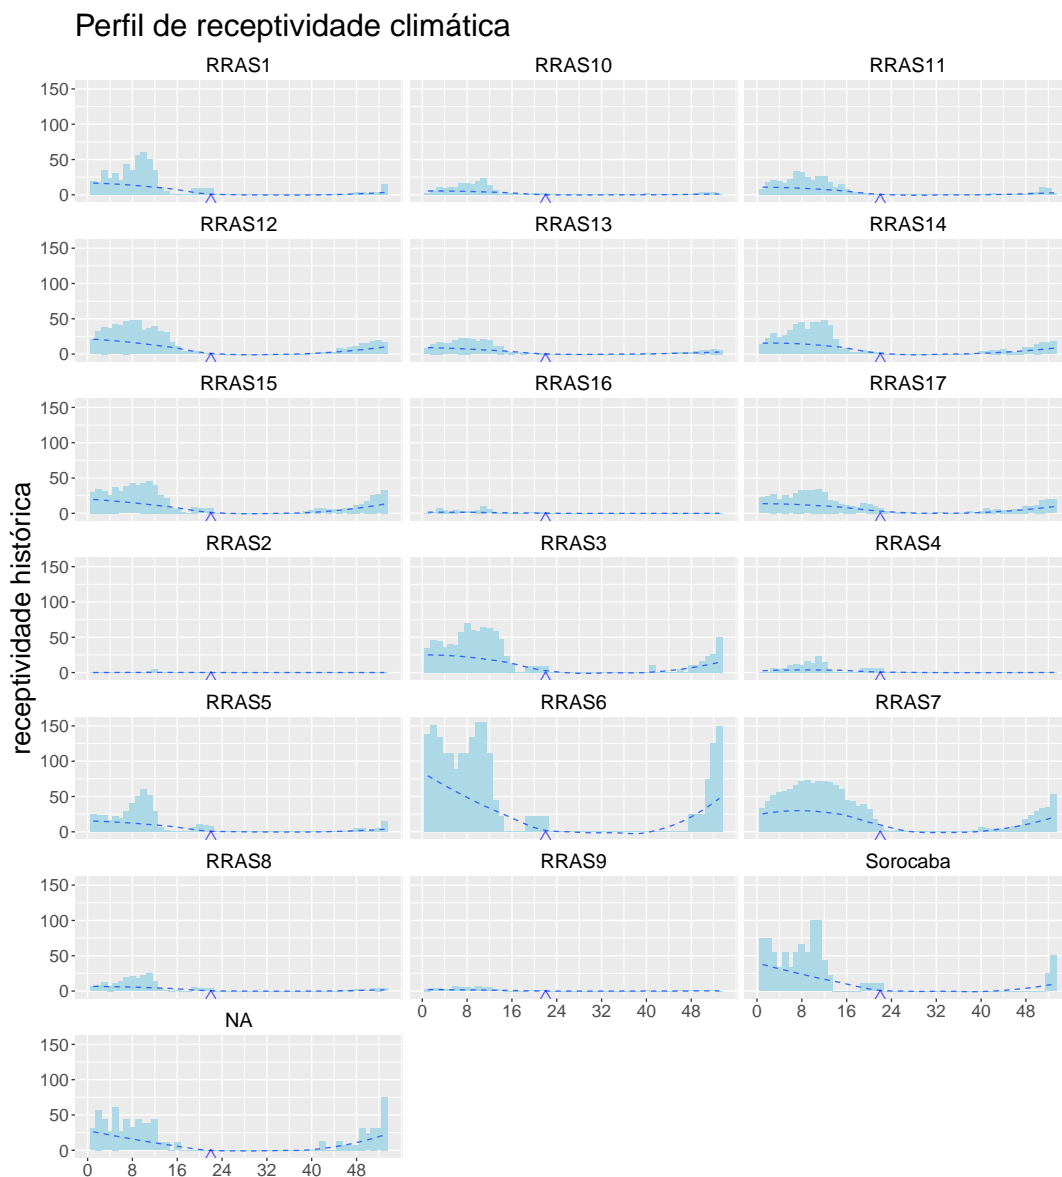 Perfil de receptividade climática
RRAS1 RRAS10 RRAS11
150
100
50
0
RRAS12 RRAS13 RRAS14
150
100
50
0
RRAS15 RRAS16 RRAS17
150
100
50
0
receptividade histórica
RRAS2 RRAS3 RRAS4
150
100
50
0
RRAS5 RRAS6 RRAS7
150
100
50
0
RRAS8 RRAS9 Sorocaba
150
100
50
0
0 8 16 24 32 40 48 0 8 16 24 32 40 48
NA
150
100
50
0
0 8 16 24 32 40 48